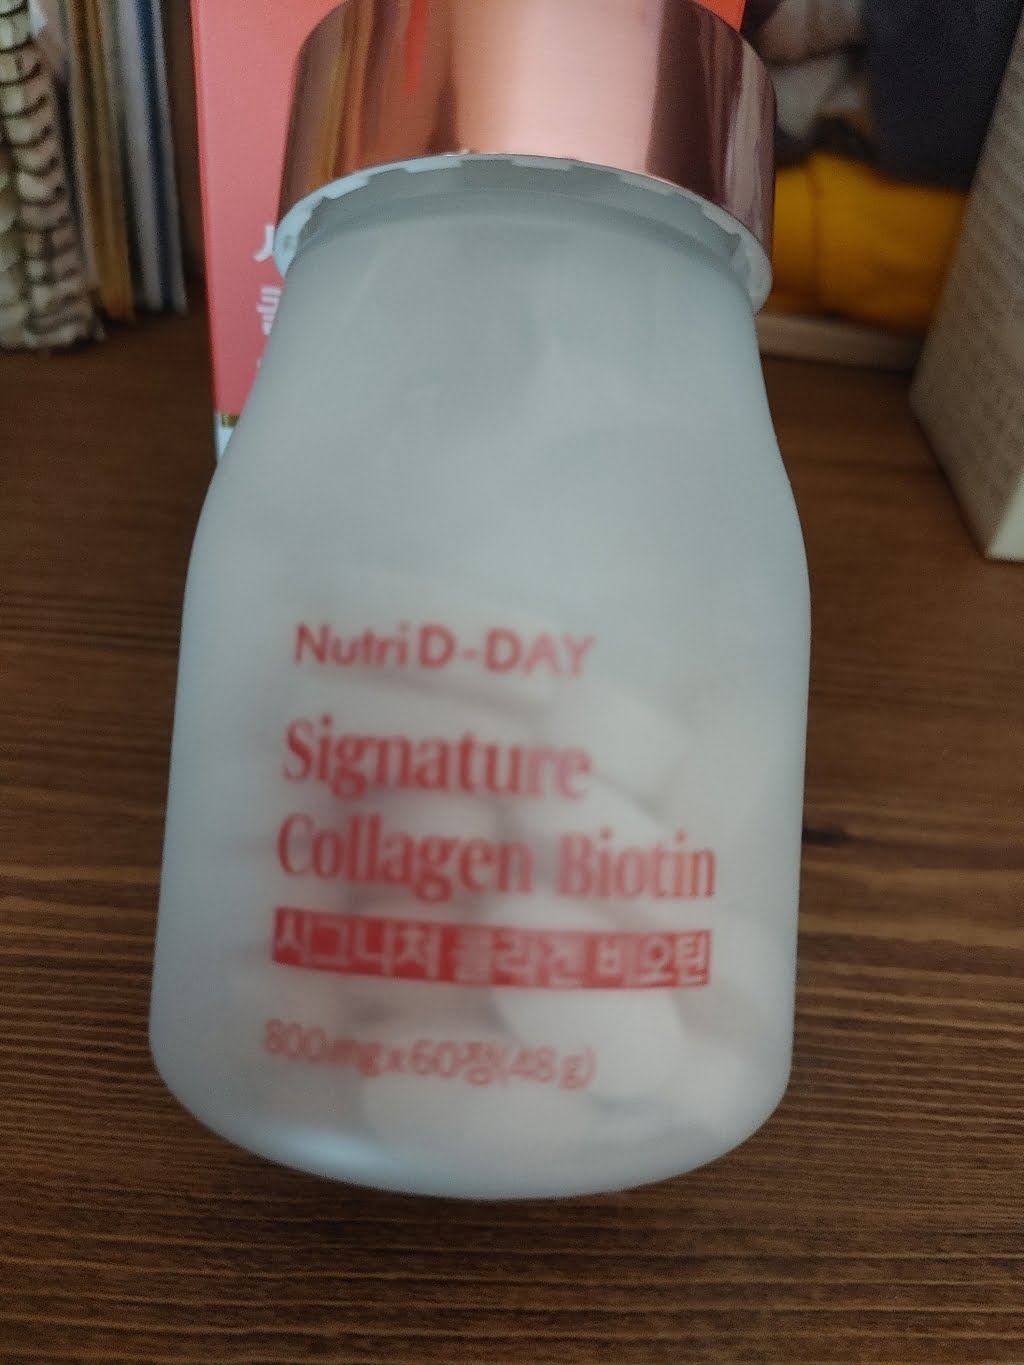 Nutri D-DAY
Signature
Collagen Biotin
시그니처 콜라겐 비오틴
800mg x 60정(48 g)